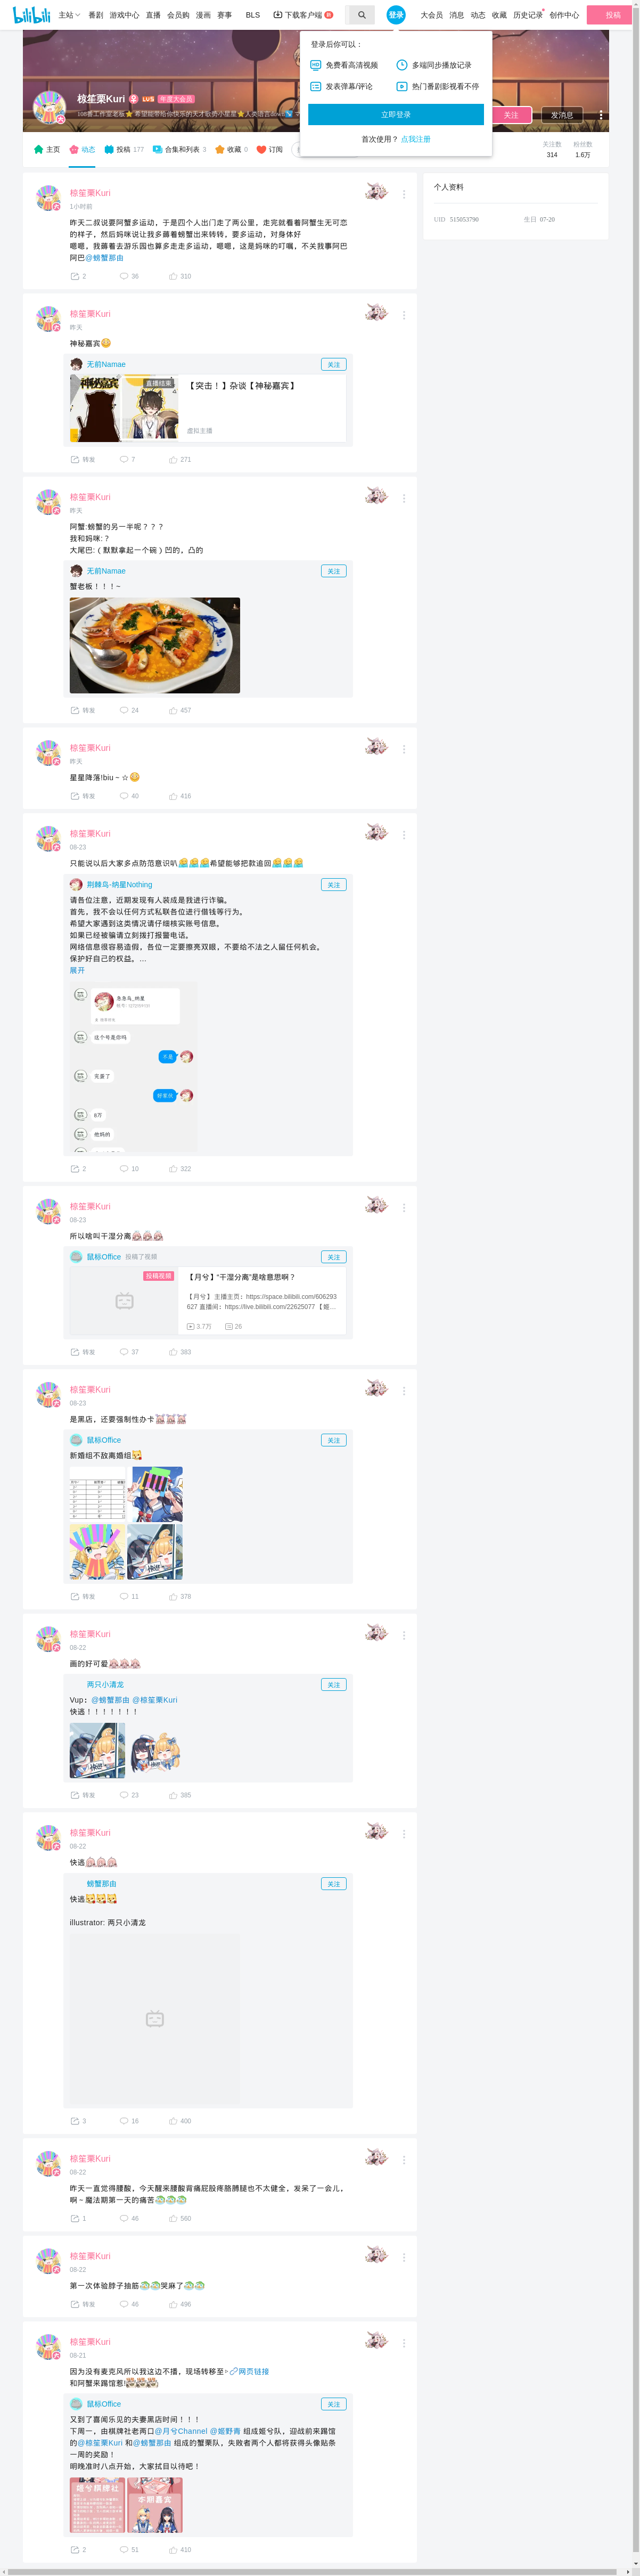 bilibili 主站 番剧 游戏中心 直播 会员购 漫画 赛事 BLS 下载客户端 登录 大会员 消息 动态 收藏 历史记录 创作中心 投稿
登录后你可以：
免费看高清视频 多端同步播放记录
发表弹幕/评论 热门番剧影视看不停
立即登录
首次使用？ 点我注册
椋笙栗Kuri LV5 年度大会员
关注 发消息
主页 动态 投稿 177 合集和列表 3 收藏 0 订阅
关注数 粉丝数
314 1.6万
个人资料
UID 515053790 生日 07-20
椋笙栗Kuri
1小时前
昨天二叔说要阿蟹多运动，于是四个人出门走了两公里，走完就看着阿蟹生无可恋
的样子，然后妈咪说让我多薅着螃蟹出来转转，要多运动，对身体好
嗯嗯，我薅着去游乐园也算多走走多运动，嗯嗯，这是妈咪的叮嘱，不关我事阿巴
阿巴@螃蟹那由
2 36 310
椋笙栗Kuri
昨天
神秘嘉宾
无前Namae 关注
直播结束
【突击！】杂谈【神秘嘉宾】
虚拟主播
转发 7 271
椋笙栗Kuri
昨天
阿蟹:螃蟹的另一半呢？？？
我和妈咪:？
大尾巴:（ 默默拿起一个碗 ）凹的，凸的
无前Namae 关注
蟹老板！！！~
转发 24 457
椋笙栗Kuri
昨天
星星降落!biu ~ ☆
转发 40 416
椋笙栗Kuri
08-23
只能说以后大家多点防范意识叭希望能够把款追回
荆棘鸟-纳星Nothing 关注
请各位注意，近期发现有人装成是我进行诈骗。
首先，我不会以任何方式私联各位进行借钱等行为。
希望大家遇到这类情况请仔细核实账号信息。
如果已经被骗请立刻拨打报警电话。
网络信息很容易造假，各位一定要擦亮双眼，不要给不法之人留任何机会。
保护好自己的权益。...
展开
这个号是你吗
不是
完蛋了
好家伙
8万
他妈的
2 10 322
椋笙栗Kuri
08-23
所以啥叫干湿分离
鼠标Office 投稿了视频 关注
投稿视频
【月兮】“干湿分离”是啥意思啊？
【 月兮 】 主播主页：https://space.bilibili.com/606293
627 直播间：https://live.bilibili.com/22625077 【 姬...
3.7万 26
转发 37 383
椋笙栗Kuri
08-23
是黑店，还要强制性办卡
鼠标Office 关注
新婚组不敌离婚组
转发 11 378
椋笙栗Kuri
08-22
画的好可爱
两只小清龙 关注
Vup：@螃蟹那由 @椋笙栗Kuri
快逃！！！！！！！
转发 23 385
椋笙栗Kuri
08-22
快逃
螃蟹那由 关注
快逃
illustrator: 两只小清龙
3 16 400
椋笙栗Kuri
08-22
昨天一直觉得腰酸，今天醒来腰酸背痛屁股疼胳膊腿也不太健全，发呆了一会儿，
啊 ~ 魔法期第一天的痛苦
1 46 560
椋笙栗Kuri
08-22
第一次体验脖子抽筋哭麻了
转发 46 496
椋笙栗Kuri
08-21
因为没有麦克风所以我这边不播，现场转移至 网页链接
和阿蟹来踢馆惹!
鼠标Office 关注
又到了喜闻乐见的夫妻黑店时间！！！
下周一，由棋牌社老两口@月兮Channel @姬野青 组成姬兮队，迎战前来踢馆
的@椋笙栗Kuri 和@螃蟹那由 组成的蟹栗队，失败者两个人都将获得头像贴条
一周的奖励！
明晚准时八点开始，大家拭目以待吧！
姬兮棋牌社
本期嘉宾
2 51 410